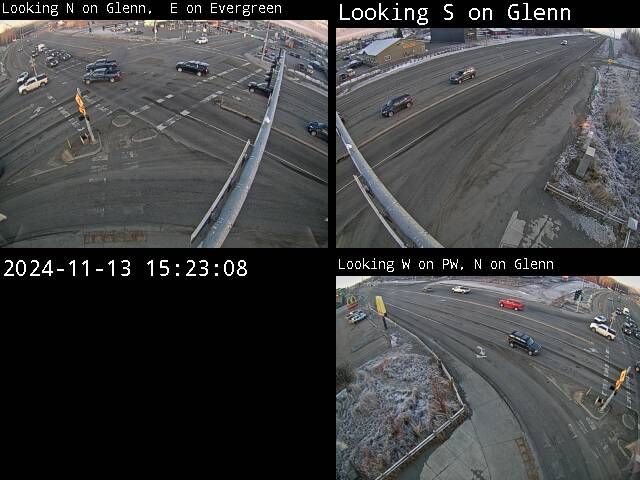 Looking N on Glenn,  E on Evergreen
Looking S on Glenn
2024-11-13 15:23:08
Looking W on PW, N on Glenn